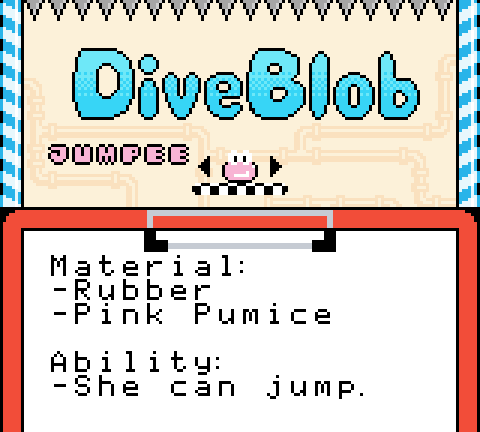 DiveBlob
JUMPEE
Material:
-Rubber
-Pink Pumice
Ability:
-She can jump.